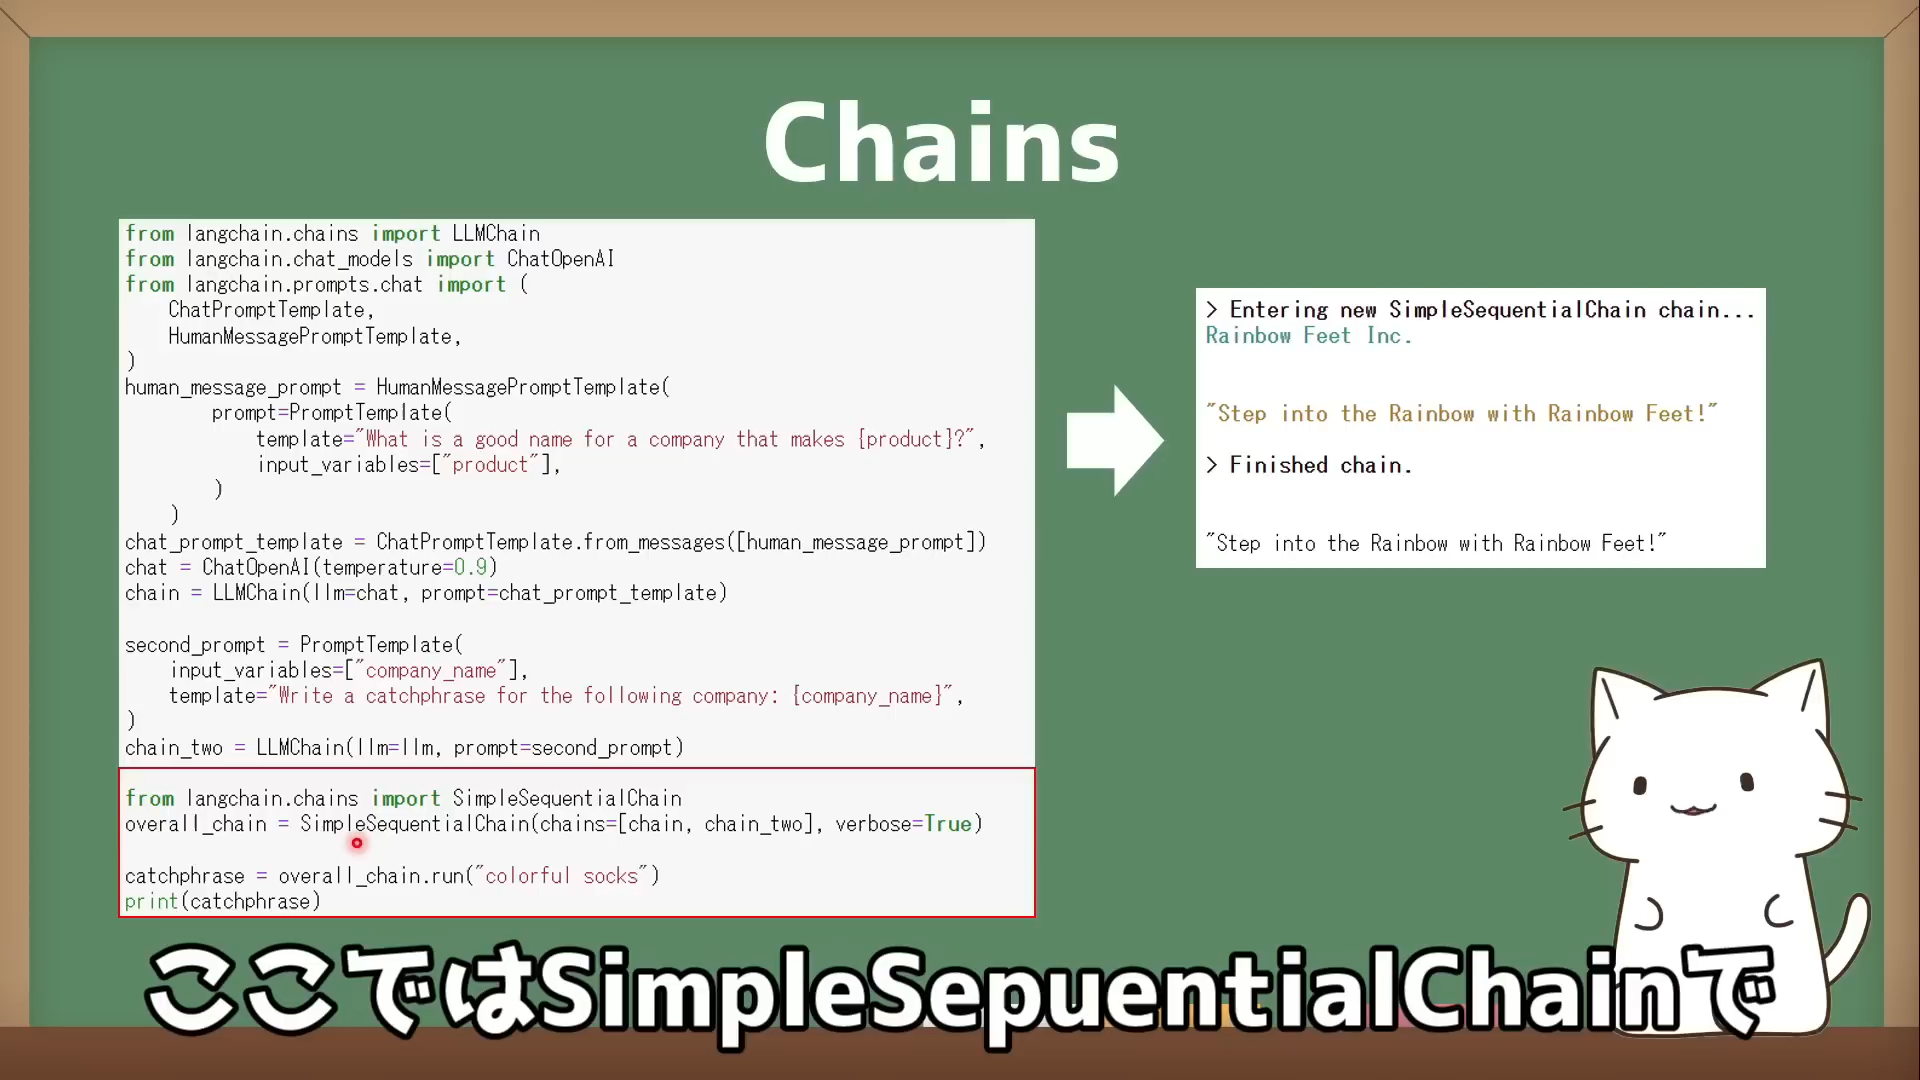 Chains
from langchain.chains import LLMChain
from langchain.chat_models import ChatOpenAI
from langchain.prompts.chat import (
    ChatPromptTemplate,
    HumanMessagePromptTemplate,
)
human_message_prompt = HumanMessagePromptTemplate(
        prompt=PromptTemplate(
            template="What is a good name for a company that makes {product}?",
            input_variables=["product"],
        )
    )
chat_prompt_template = ChatPromptTemplate.from_messages([human_message_prompt])
chat = ChatOpenAI(temperature=0.9)
chain = LLMChain(llm=chat, prompt=chat_prompt_template)
second_prompt = PromptTemplate(
    input_variables=["company_name"],
    template="Write a catchphrase for the following company: {company_name}",
)
chain_two = LLMChain(llm=llm, prompt=second_prompt)
from langchain.chains import SimpleSequentialChain
overall_chain = SimpleSequentialChain(chains=[chain, chain_two], verbose=True)
catchphrase = overall_chain.run("colorful socks")
print(catchphrase)
> Entering new SimpleSequentialChain chain...
Rainbow Feet Inc.
"Step into the Rainbow with Rainbow Feet!"
> Finished chain.
"Step into the Rainbow with Rainbow Feet!"
ここではSimpleSepuentialChainで